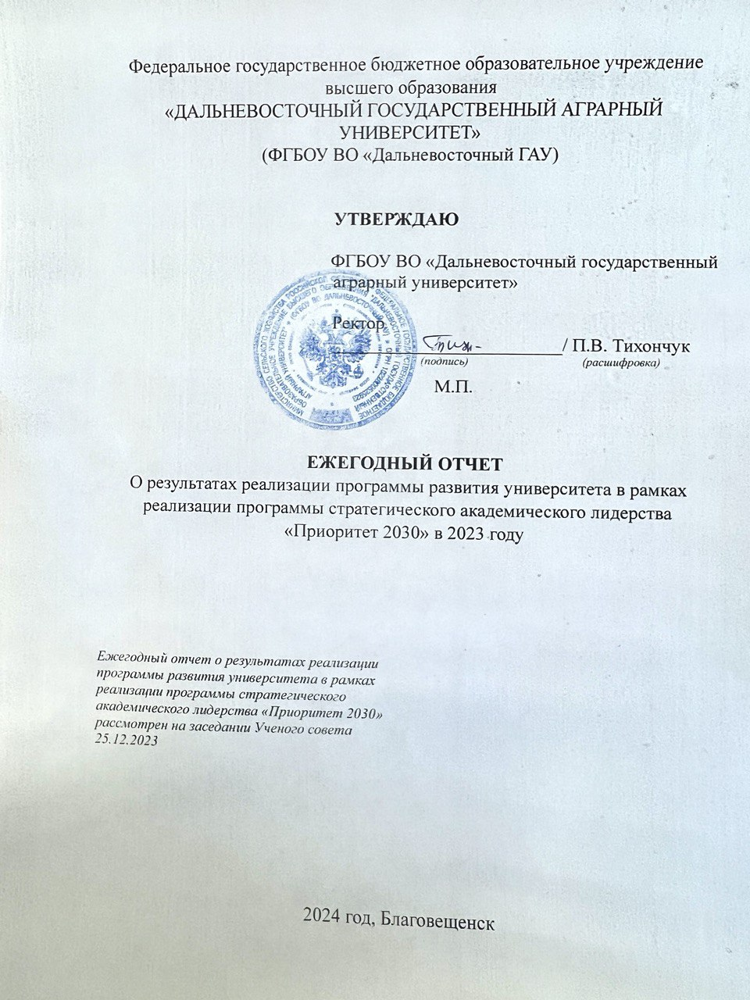 Федеральное государственное бюджетное образовательное учреждение
высшего образования
«ДАЛЬНЕВОСТОЧНЫЙ ГОСУДАРСТВЕННЫЙ АГРАРНЫЙ
УНИВЕРСИТЕТ»
(ФГБОУ ВО «Дальневосточный ГАУ)
УТВЕРЖДАЮ
ФГБОУ ВО «Дальневосточный государственный
аграрный университет»
Ректор
/ П.В. Тихончук
(подпись) (расшифровка)
М.П.
ЕЖЕГОДНЫЙ ОТЧЕТ
О результатах реализации программы развития университета в рамках
реализации программы стратегического академического лидерства
«Приоритет 2030» в 2023 году
Ежегодный отчет о результатах реализации
программы развития университета в рамках
реализации программы стратегического
академического лидерства «Приоритет 2030»
рассмотрен на заседании Ученого совета
25.12.2023
2024 год, Благовещенск